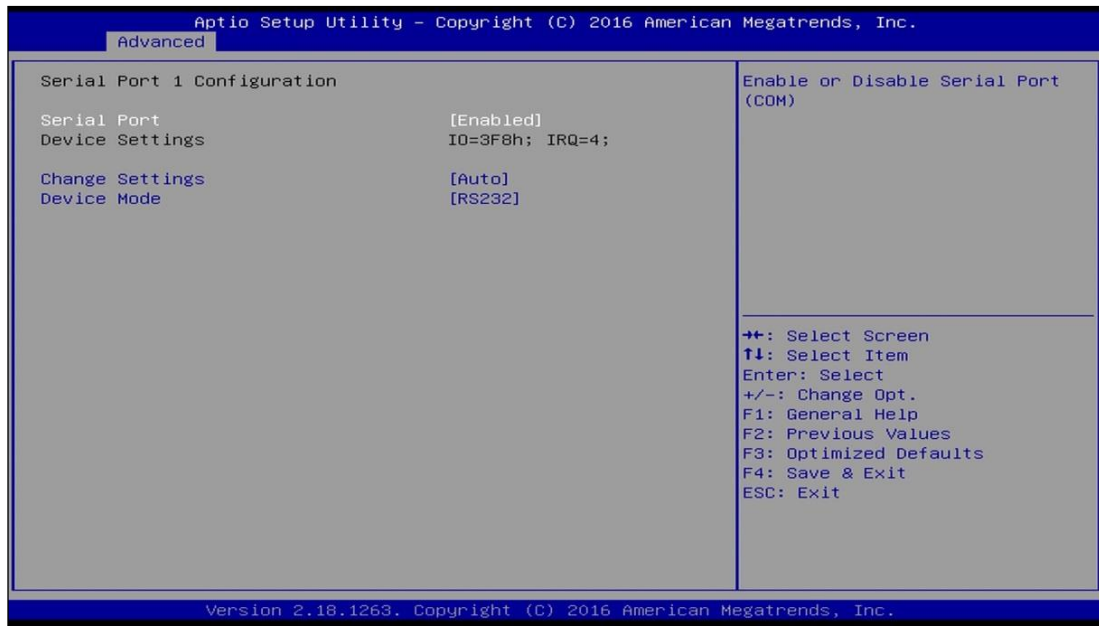 Aptio Setup Utility – Copyright (C) 2016 American Megatrends, Inc.
Advanced
Serial Port 1 Configuration
Serial Port [Enabled]
Device Settings IO=3F8h; IRQ=4;
Change Settings [Auto]
Device Mode [RS232]
Enable or Disable Serial Port
(COM)
→←: Select Screen
↑↓: Select Item
Enter: Select
+/-: Change Opt.
F1: General Help
F2: Previous Values
F3: Optimized Defaults
F4: Save & Exit
ESC: Exit
Version 2.18.1263. Copyright (C) 2016 American Megatrends, Inc.